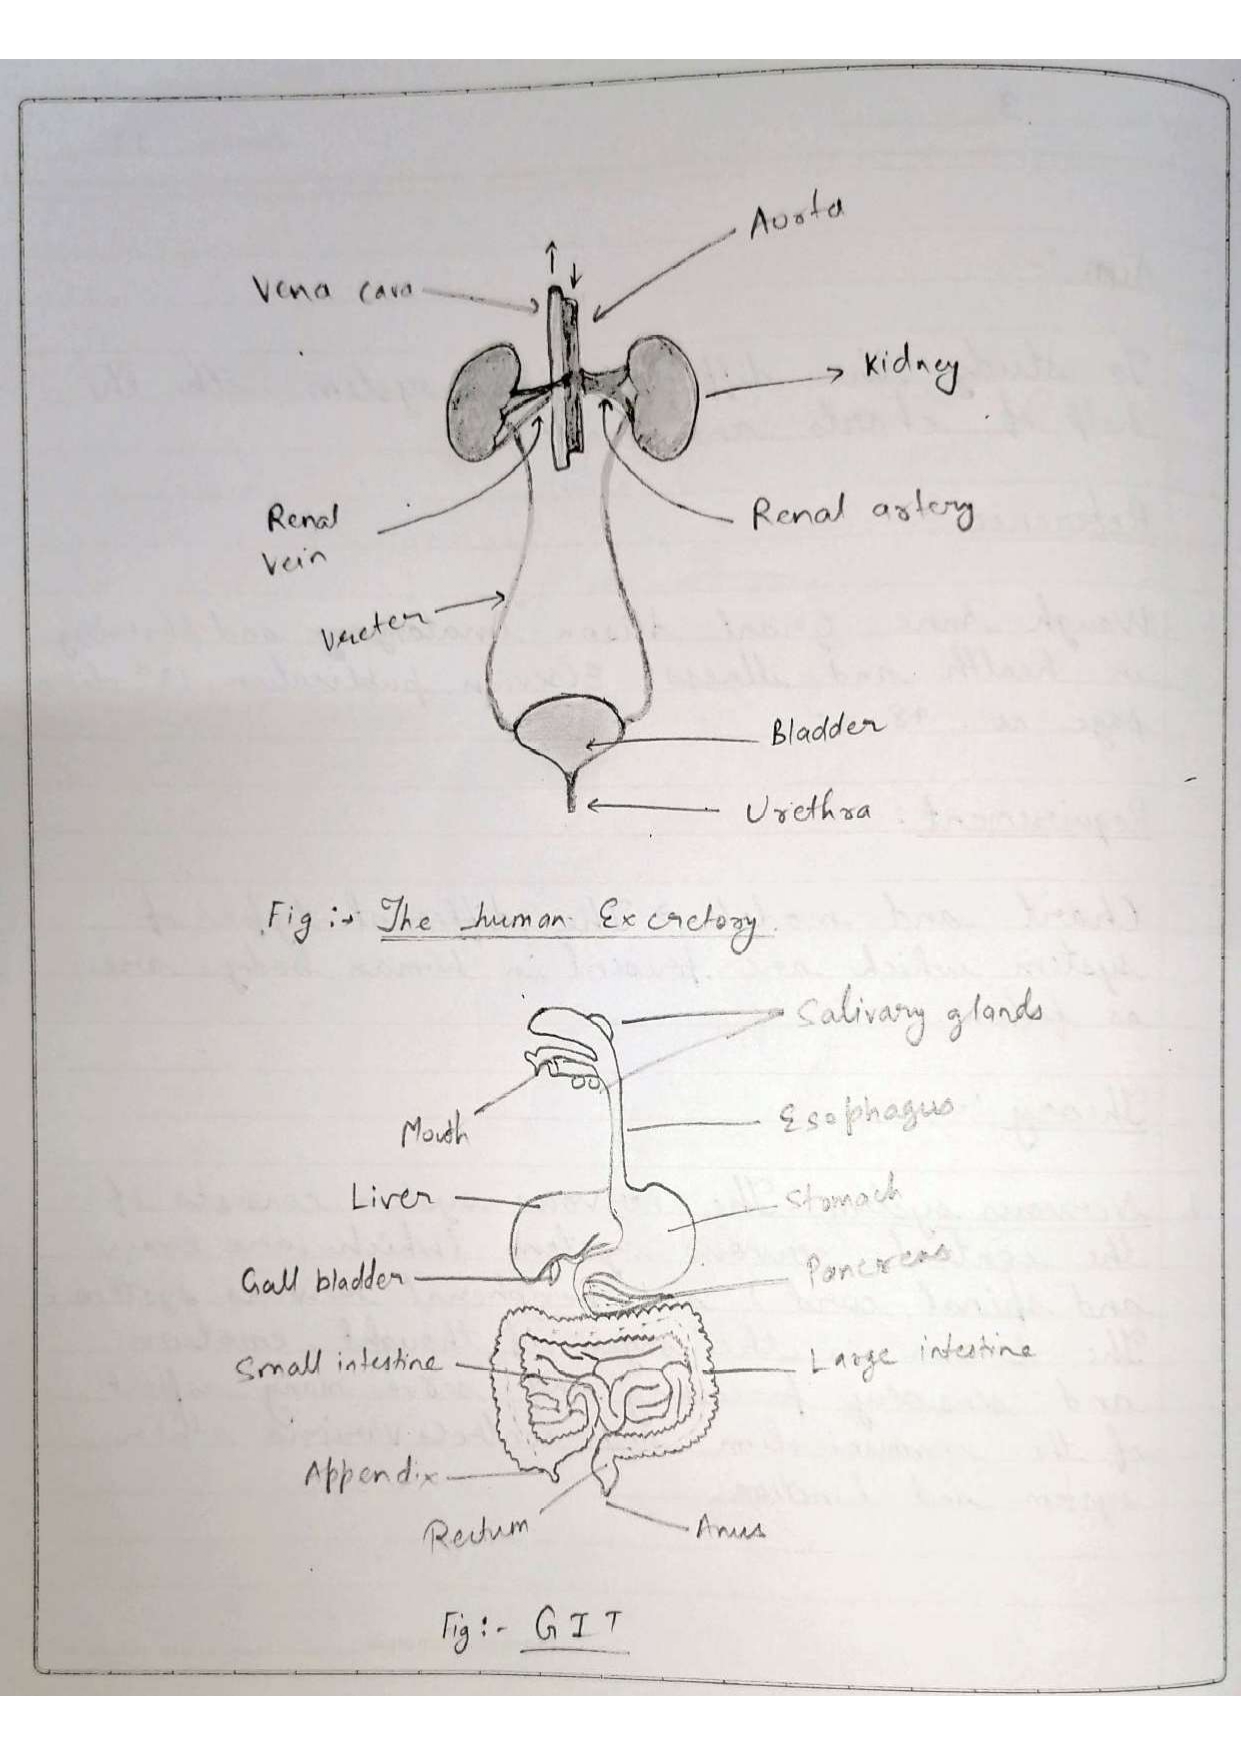 Aorta
Vena cava
Kidney
Renal
vein
Renal artery
Ureter
Bladder
Urethra
Fig :→ The human Excretory.
Salivary glands
Mouth
Esophagus
Liver
Stomach
Gall bladder
Pancreas
Small intestine
Large intestine
Appendix
Rectum
Anus
Fig :- GIT